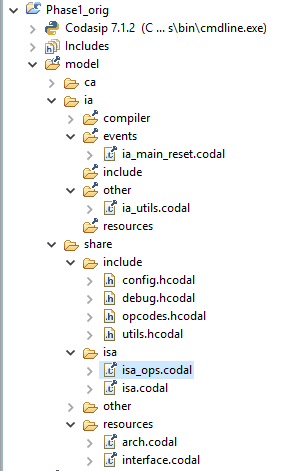 Phase1_orig
Codasip 7.1.2 (C ... s\bin\cmdline.exe)
Includes
model
ca
ia
compiler
events
ia_main_reset.codal
include
other
ia_utils.codal
resources
share
include
config.hcodal
debug.hcodal
opcodes.hcodal
utils.hcodal
isa
isa_ops.codal
isa.codal
other
resources
arch.codal
interface.codal